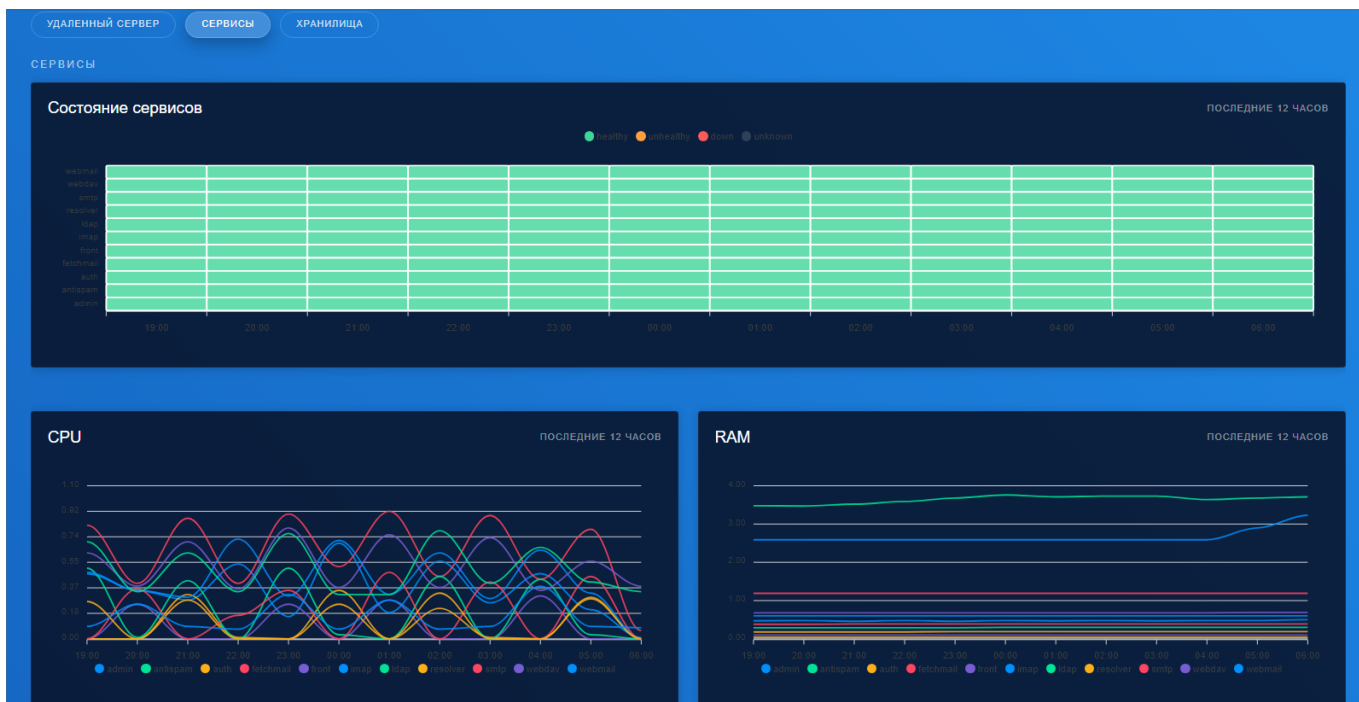 УДАЛЕННЫЙ СЕРВЕР СЕРВИСЫ ХРАНИЛИЩА
СЕРВИСЫ
Состояние сервисов ПОСЛЕДНИЕ 12 ЧАСОВ
healthy unhealthy down unknown
webmail
webdav
smtp
resolver
ldap
imap
front
fetchmail
auth
antispam
admin
19:00 20:00 21:00 22:00 23:00 00:00 01:00 02:00 03:00 04:00 05:00 06:00
CPU ПОСЛЕДНИЕ 12 ЧАСОВ
1.10
0.92
0.74
0.55
0.37
0.18
0.00
19:00 20:00 21:00 22:00 23:00 00:00 01:00 02:00 03:00 04:00 05:00 06:00
admin antispam auth fetchmail front imap ldap resolver smtp webdav webmail
RAM ПОСЛЕДНИЕ 12 ЧАСОВ
4.00
3.00
2.00
1.00
0.00
19:00 20:00 21:00 22:00 23:00 00:00 01:00 02:00 03:00 04:00 05:00 06:00
admin antispam auth fetchmail front imap ldap resolver smtp webdav webmail